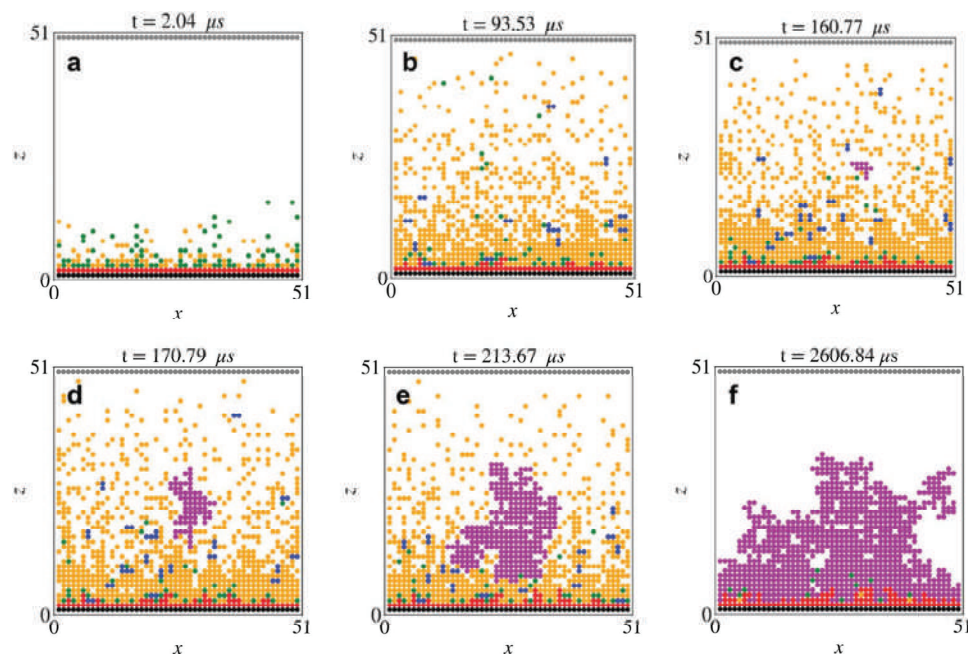 t = 2.04 μs
51
a
z
0
0
51
x
t = 93.53 μs
51
b
z
0
0
51
x
t = 160.77 μs
51
c
z
0
0
51
x
t = 170.79 μs
51
d
z
0
0
51
x
t = 213.67 μs
51
e
z
0
0
51
x
t = 2606.84 μs
51
f
z
0
0
51
x